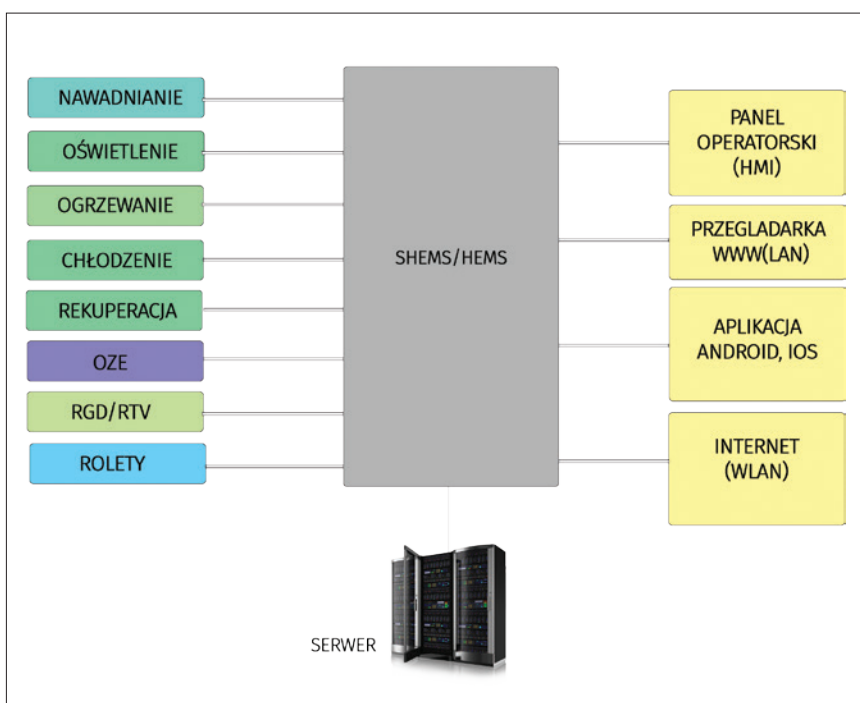 NAWADNIANIE
OŚWIETLENIE
OGRZEWANIE
CHŁODZENIE
REKUPERACJA
OZE
RGD/RTV
ROLETY
SHEMS/HEMS
PANEL
OPERATORSKI
(HMI)
PRZEGLADARKA
WWW(LAN)
APLIKACJA
ANDROID, IOS
INTERNET
(WLAN)
SERWER